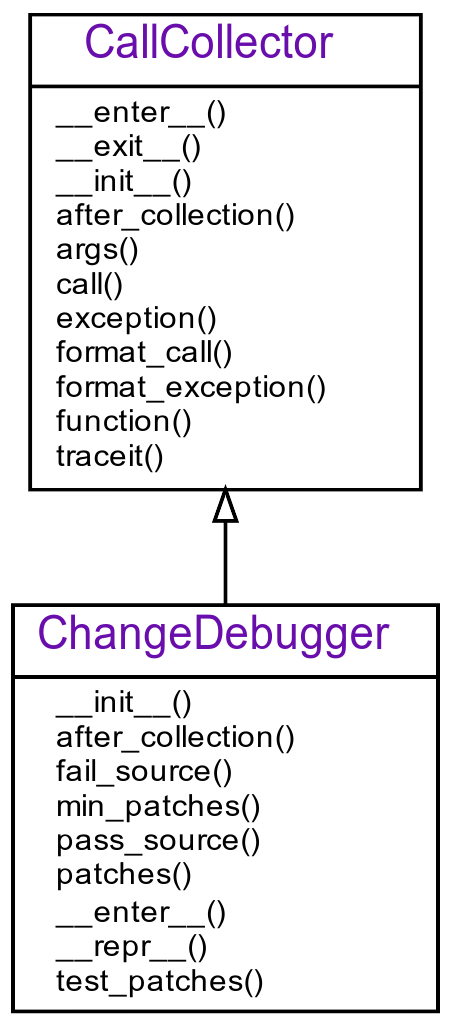 CallCollector
__enter__()
__exit__()
__init__()
after_collection()
args()
call()
exception()
format_call()
format_exception()
function()
traceit()
ChangeDebugger
__init__()
after_collection()
fail_source()
min_patches()
pass_source()
patches()
__enter__()
__repr__()
test_patches()